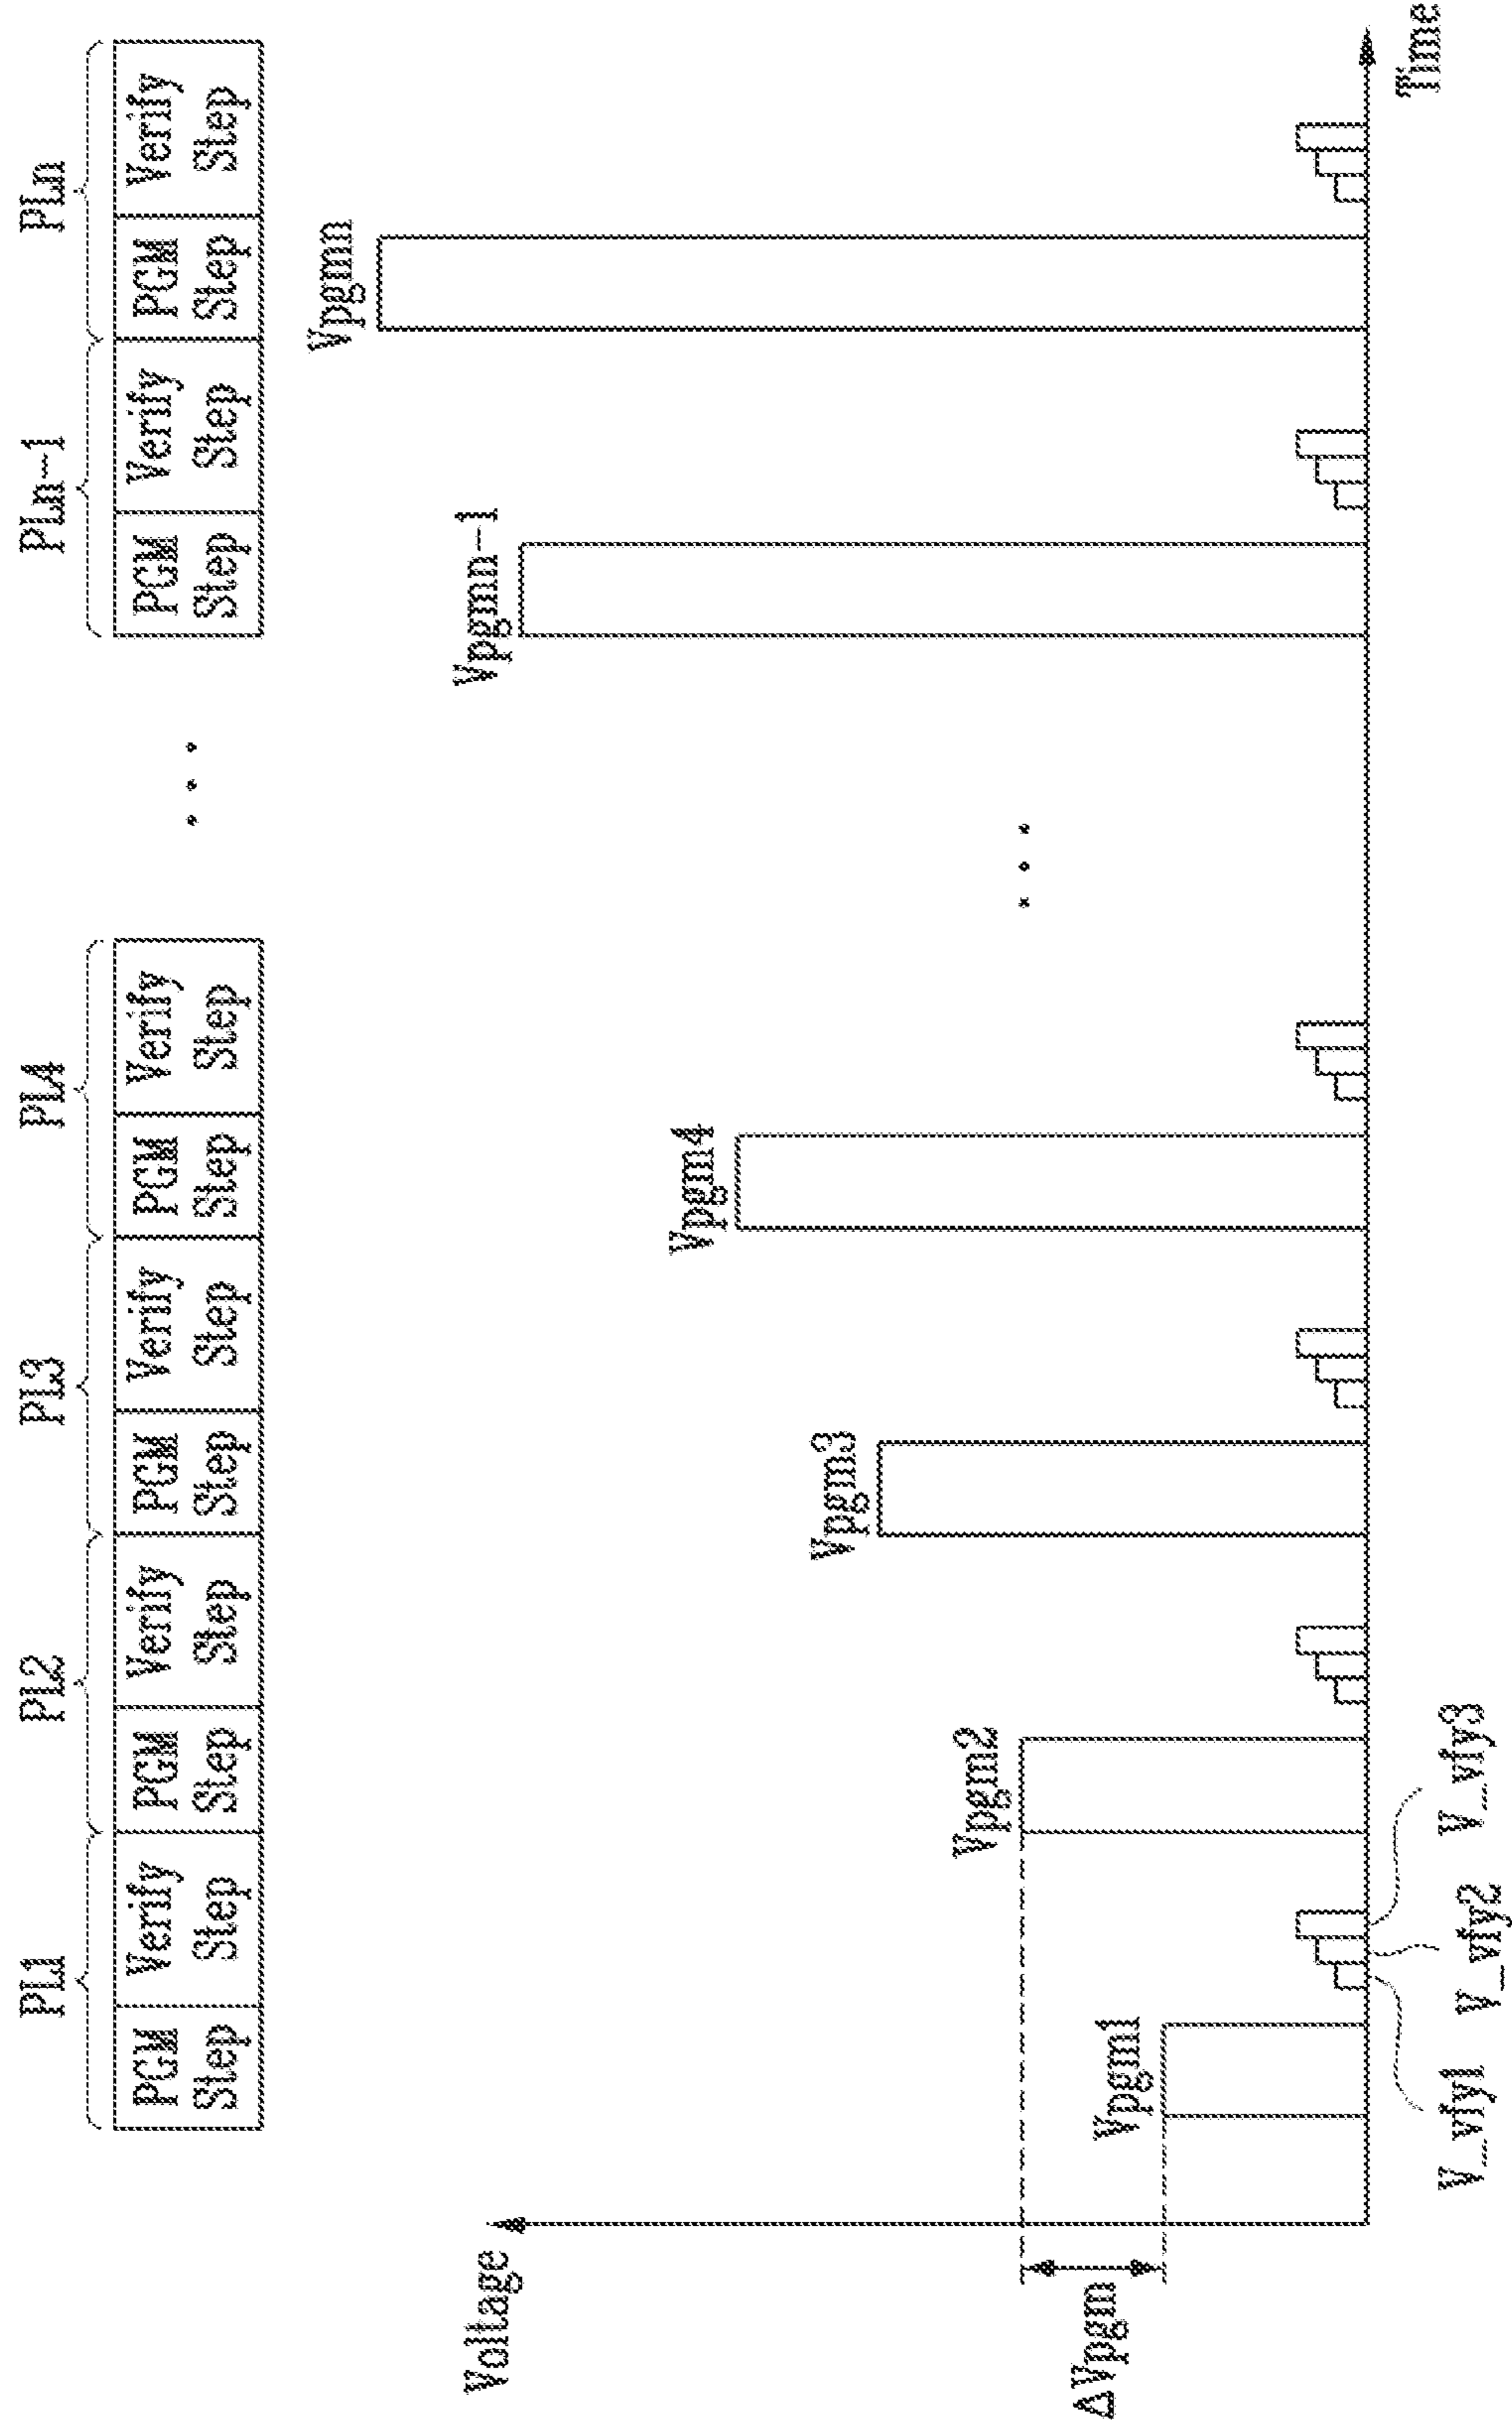 PL1 PL2 PL3 PL4 PLn-1 PLn
PGM Step Verify Step PGM Step Verify Step PGM Step Verify Step PGM Step Verify Step ... PGM Step Verify Step PGM Step Verify Step
Voltage
Vpgmn
Vpgmn-1
Vpgm4
Vpgm3
Vpgm2
Vpgm1
ΔVpgm
...
Time
V_vfy1 V_vfy2 V_vfy3